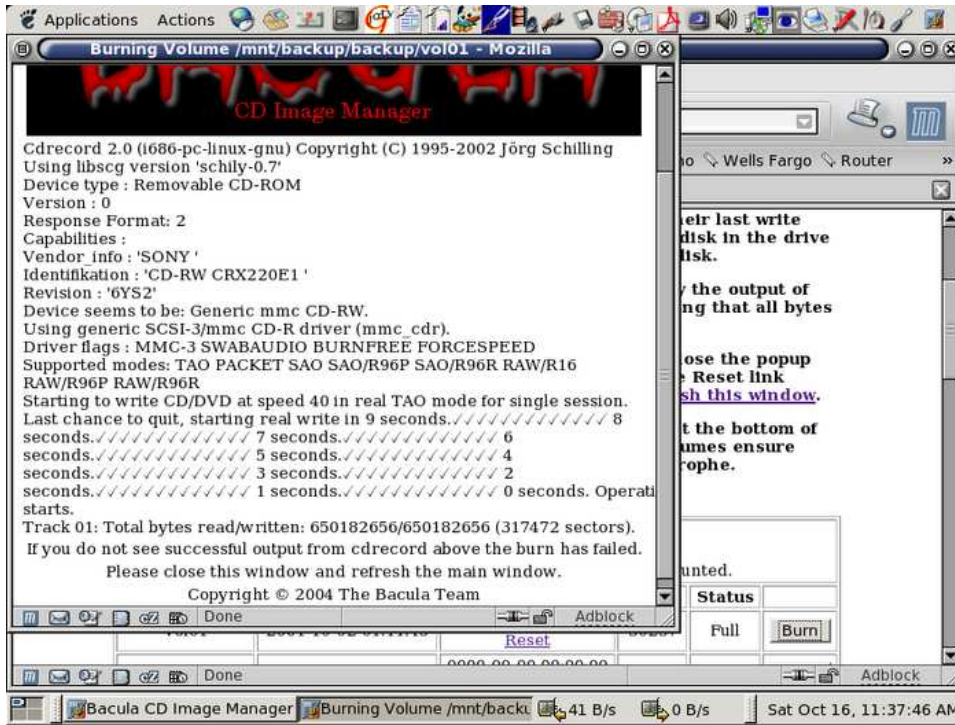 Applications Actions
Burning Volume /mnt/backup/backup/vol01 - Mozilla
CD Image Manager
Cdrecord 2.0 (i686-pc-linux-gnu) Copyright (C) 1995-2002 Jörg Schilling
Using libscg version 'schily-0.7'
Device type : Removable CD-ROM
Version : 0
Response Format: 2
Capabilities :
Vendor_info : 'SONY '
Identifikation : 'CD-RW CRX220E1 '
Revision : '6YS2'
Device seems to be: Generic mmc CD-RW.
Using generic SCSI-3/mmc CD-R driver (mmc_cdr).
Driver flags : MMC-3 SWABAUDIO BURNFREE FORCESPEED
Supported modes: TAO PACKET SAO SAO/R96P SAO/R96R RAW/R16
RAW/R96P RAW/R96R
Starting to write CD/DVD at speed 40 in real TAO mode for single session.
Last chance to quit, starting real write in 9 seconds.✓✓✓✓✓✓✓✓✓✓✓✓✓ 8
seconds.✓✓✓✓✓✓✓✓✓✓✓✓✓ 7 seconds.✓✓✓✓✓✓✓✓✓✓✓✓✓ 6
seconds.✓✓✓✓✓✓✓✓✓✓✓✓✓ 5 seconds.✓✓✓✓✓✓✓✓✓✓✓✓✓ 4
seconds.✓✓✓✓✓✓✓✓✓✓✓✓✓ 3 seconds.✓✓✓✓✓✓✓✓✓✓✓✓✓ 2
seconds.✓✓✓✓✓✓✓✓✓✓✓✓✓ 1 seconds.✓✓✓✓✓✓✓✓✓✓✓✓✓ 0 seconds. Operati
starts.
Track 01: Total bytes read/written: 650182656/650182656 (317472 sectors).
If you do not see successful output from cdrecord above the burn has failed.
Please close this window and refresh the main window.
Copyright © 2004 The Bacula Team
Done Adblock
Wells Fargo Router »
eir last write
disk in the drive
disk.
the output of
ng that all bytes
ose the popup
Reset link
sh this window.
t the bottom of
umes ensure
rophe.
unted.
Status
Reset Full Burn
Done Adblock
Bacula CD Image Manager Burning Volume /mnt/backu 41 B/s 0 B/s Sat Oct 16, 11:37:46 AM